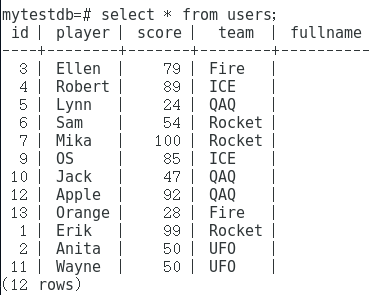 mytestdb=# select * from users;
 id | player | score |  team  | fullname
----+--------+-------+--------+----------
  3 | Ellen  |    79 | Fire   |
  4 | Robert |    89 | ICE    |
  5 | Lynn   |    24 | QAQ    |
  6 | Sam    |    54 | Rocket |
  7 | Mika   |   100 | Rocket |
  9 | OS     |    85 | ICE    |
 10 | Jack   |    47 | QAQ    |
 12 | Apple  |    92 | QAQ    |
 13 | Orange |    28 | Fire   |
  1 | Erik   |    99 | Rocket |
  2 | Anita  |    50 | UFO    |
 11 | Wayne  |    50 | UFO    |
(12 rows)